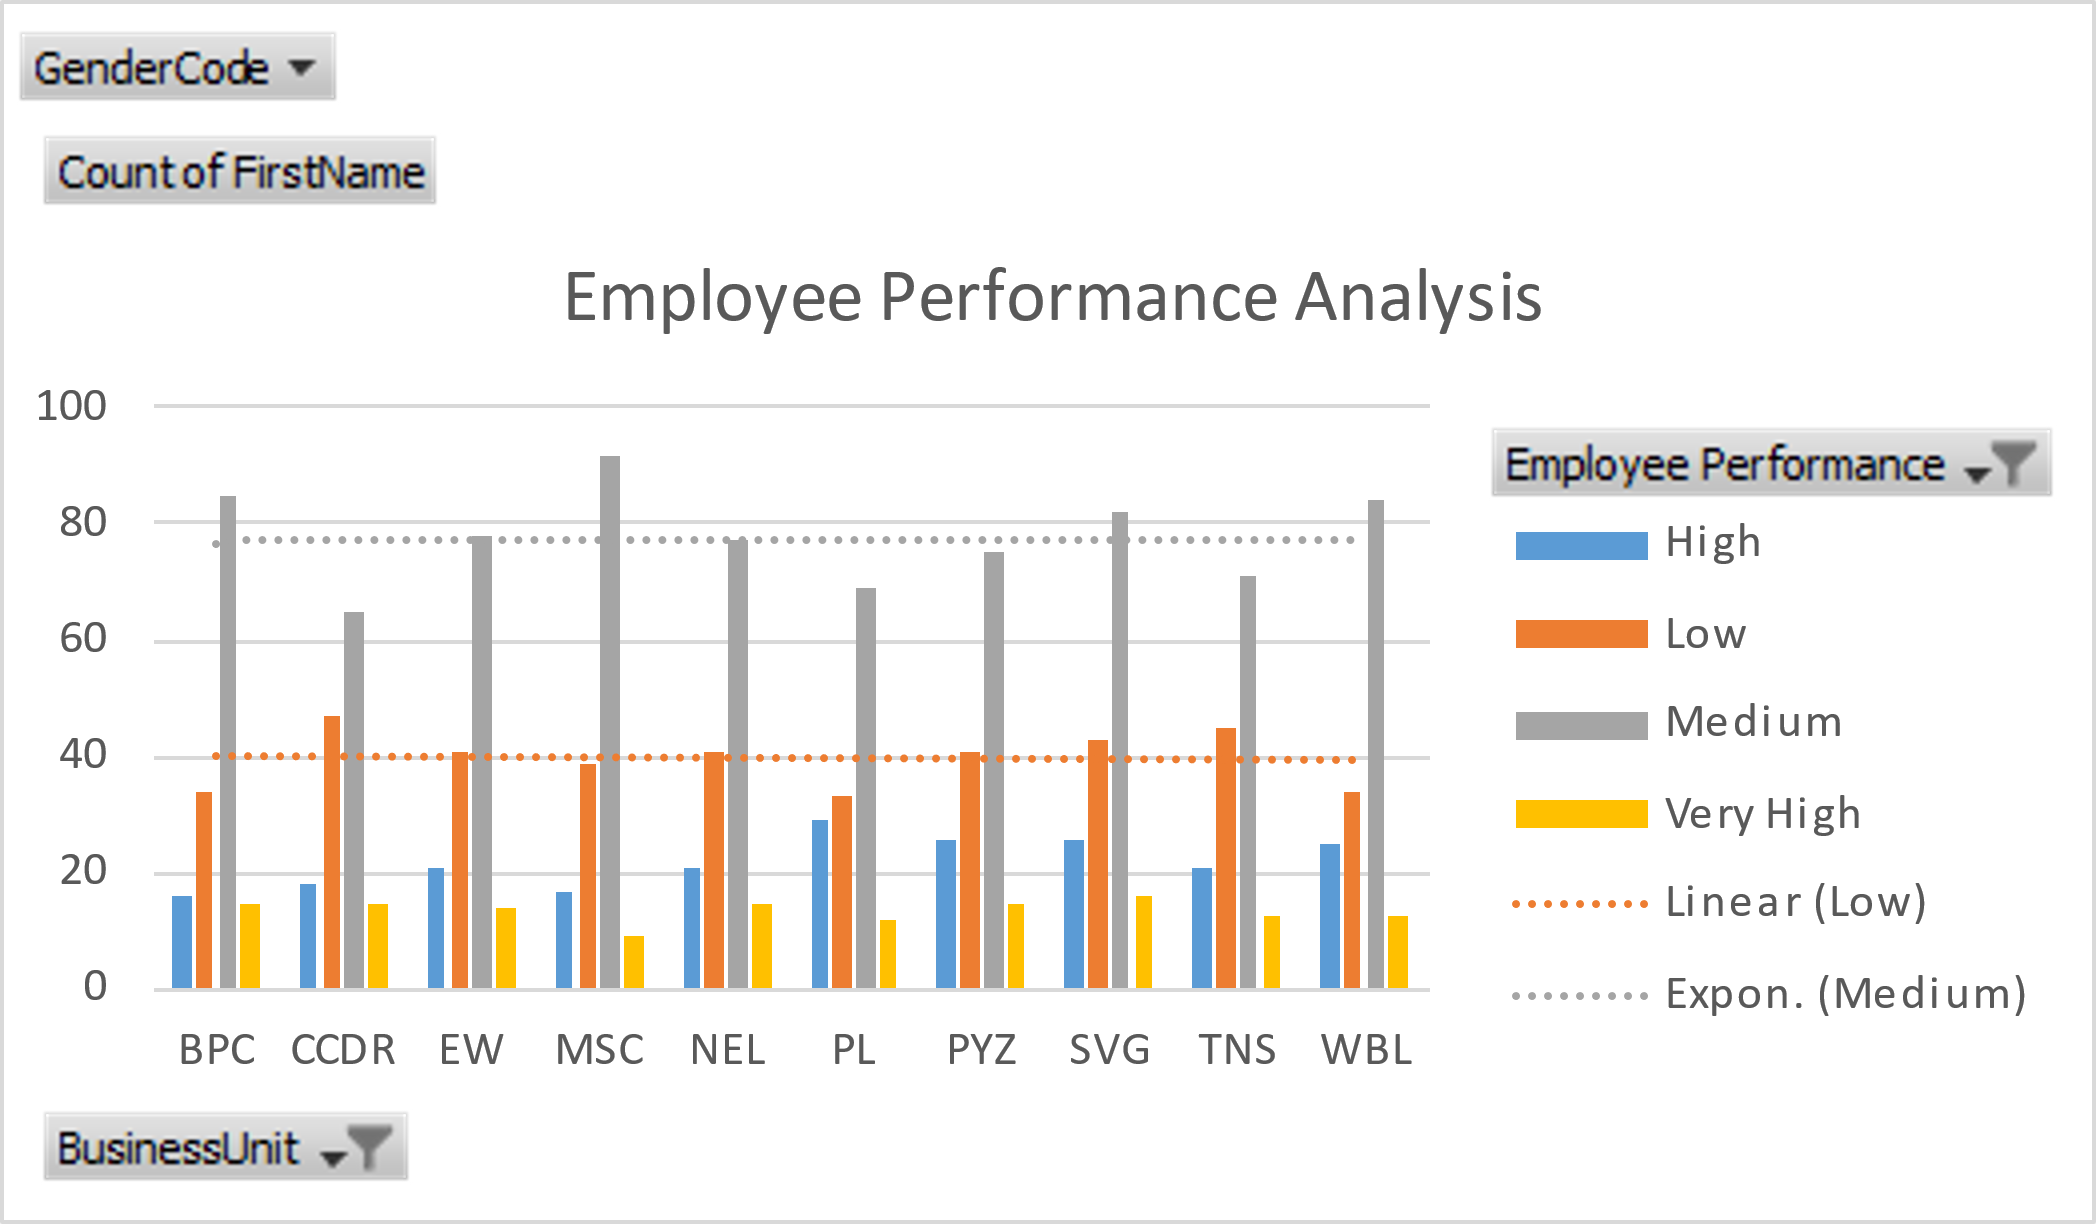 GenderCode
Count of FirstName
Employee Performance Analysis
100
80
60
40
20
0
BPC CCDR EW MSC NEL PL PYZ SVG TNS WBL
Employee Performance
High
Low
Medium
Very High
Linear (Low)
Expon. (Medium)
BusinessUnit